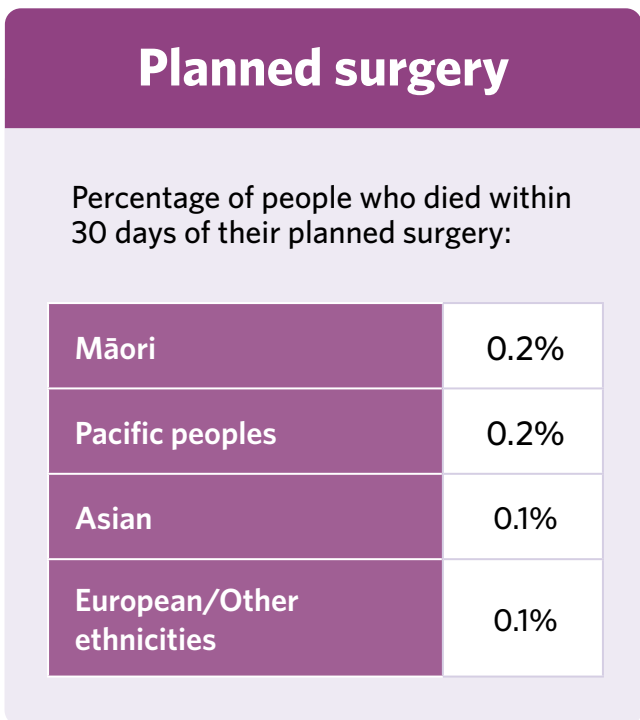 Planned surgery
Percentage of people who died within
30 days of their planned surgery:
Māori 0.2%
Pacific peoples 0.2%
Asian 0.1%
European/Other
ethnicities 0.1%